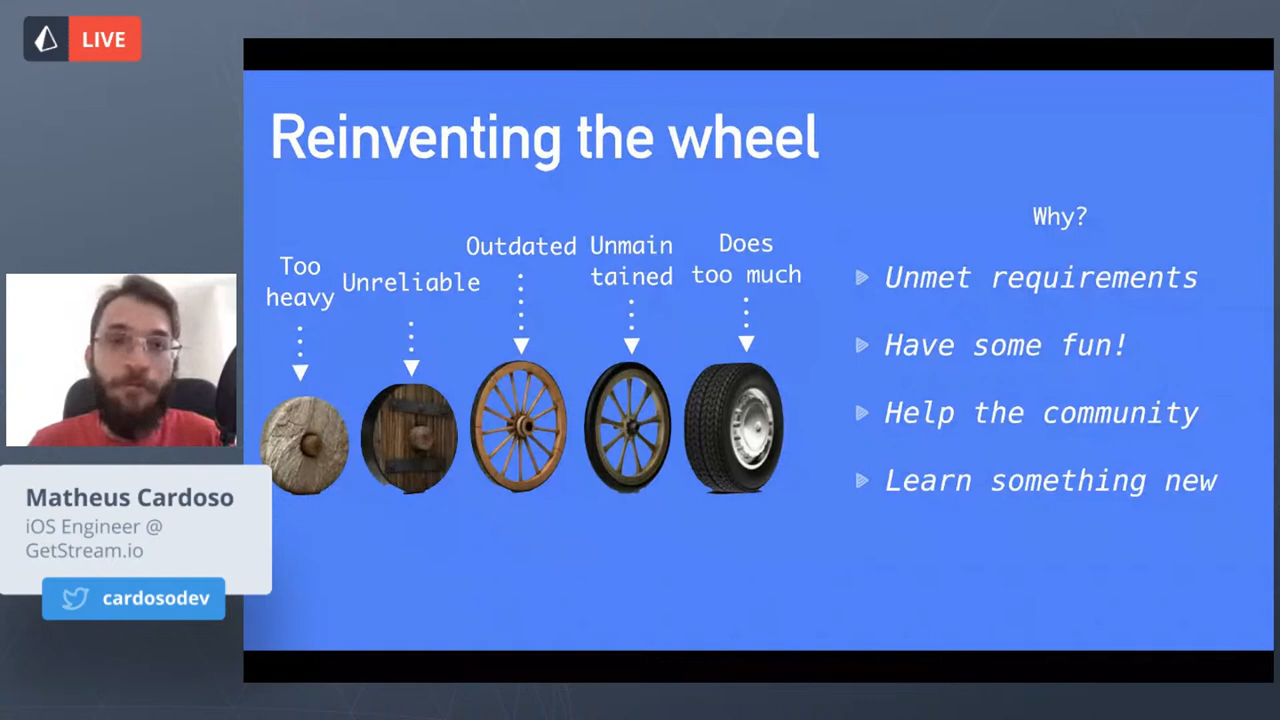 LIVE
Reinventing the wheel
Too
heavy
Unreliable
Outdated
Unmain
tained
Does
too much
Why?
Unmet requirements
Have some fun!
Help the community
Learn something new
Matheus Cardoso
iOS Engineer @
GetStream.io
cardosodev